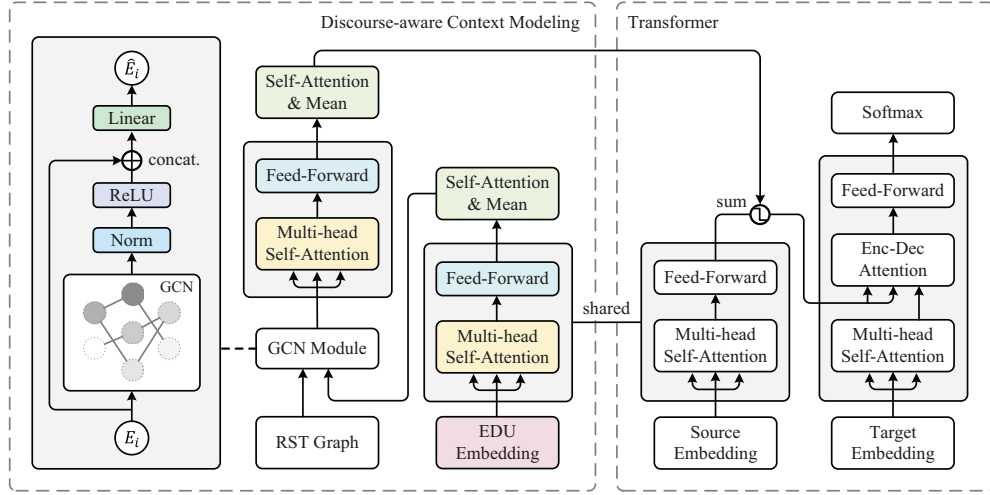 Discourse-aware Context Modeling
Transformer
Ê_i
Linear
concat.
ReLU
Norm
GCN
E_i
Self-Attention
& Mean
Feed-Forward
Multi-head
Self-Attention
GCN Module
RST Graph
Self-Attention
& Mean
Feed-Forward
Multi-head
Self-Attention
EDU
Embedding
shared
sum
Feed-Forward
Multi-head
Self-Attention
Source
Embedding
Softmax
Feed-Forward
Enc-Dec
Attention
Multi-head
Self-Attention
Target
Embedding